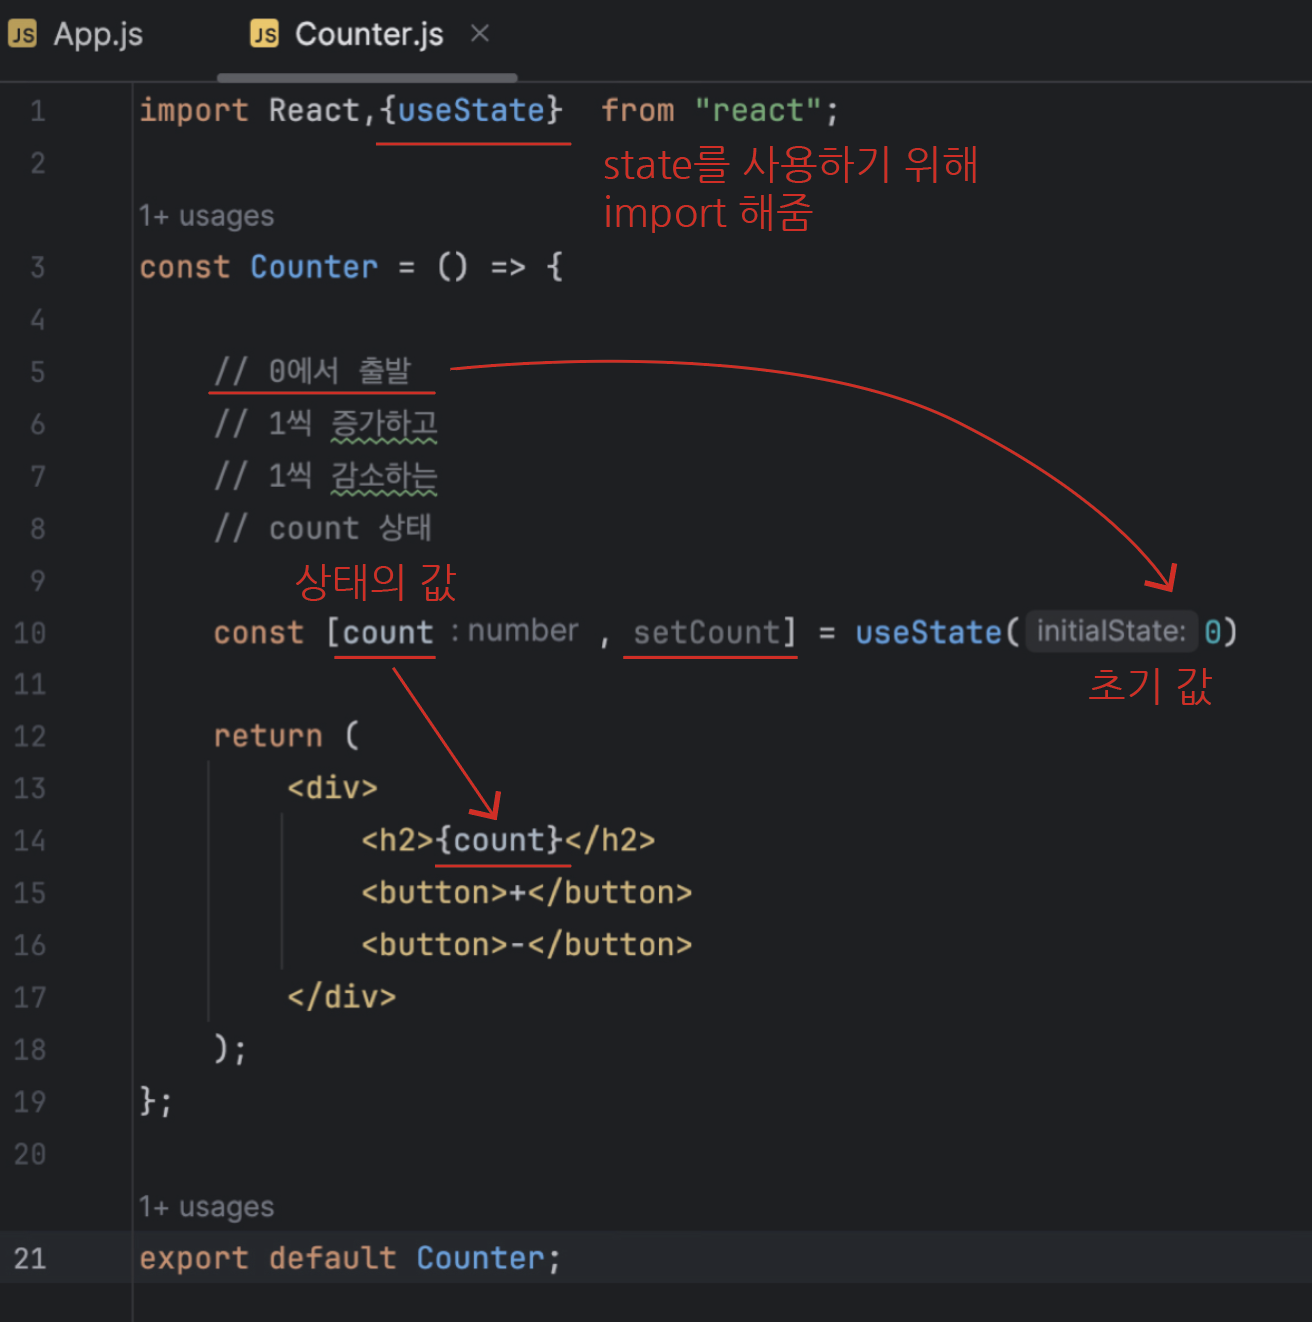 JS App.js JS Counter.js ×
1 import React,{useState} from "react";
2 state를 사용하기 위해
import 해줌
1+ usages
3 const Counter = () => {
4
5 // 0에서 출발
6 // 1씩 증가하고
7 // 1씩 감소하는
8 // count 상태
9 상태의 값
10 const [count : number , setCount] = useState( initialState: 0)
11 초기 값
12 return (
13 <div>
14 <h2>{count}</h2>
15 <button>+</button>
16 <button>-</button>
17 </div>
18 );
19 };
20
1+ usages
21 export default Counter;